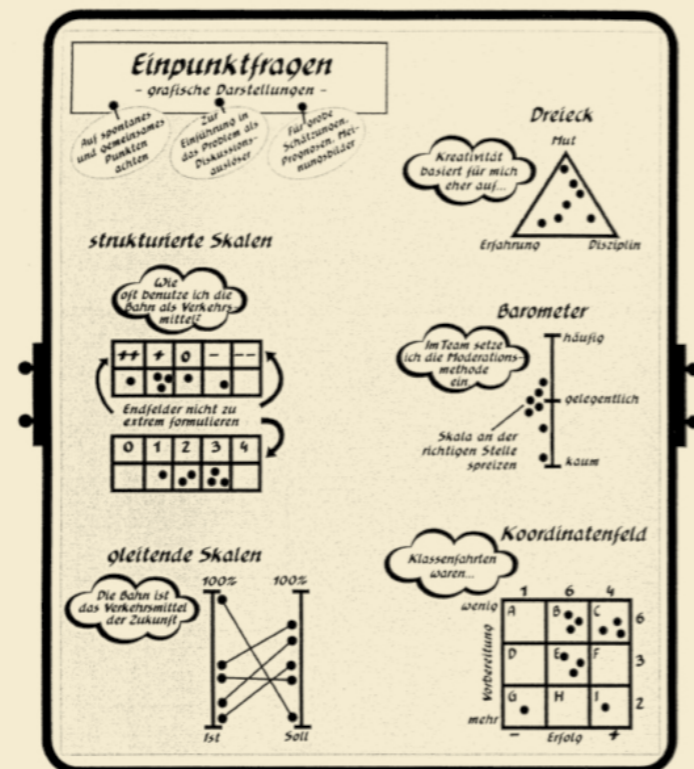 Einpunktfragen
- grafische Darstellungen -
Auf spontanes
und gemeinsames
Punkten
achten
Zur
Einführung in
das Problem als
Diskussions-
auslöser
Für grobe
Schätzungen,
Prognosen, Mei-
nungsbilder
strukturierte Skalen
Wie
oft benutze ich die
Bahn als Verkehrs
mittel?
++ + 0 - --
Endfelder nicht zu
extrem formulieren
0 1 2 3 4
gleitende Skalen
Die Bahn ist
das Verkehrsmittel
der Zukunft
100% 100%
Ist Soll
Dreieck
Mut
Kreativität
basiert für mich
eher auf...
Erfahrung Disziplin
Barometer
häufig
Im Team setze
ich die Moderations-
methode
ein
gelegentlich
Skala an der
richtigen Stelle
spreizen
kaum
Koordinatenfeld
Klassenfahrten
waren...
1 6 4
wenig
A B C 6
Vorbereitung
D E F 3
G H I 2
mehr
- Erfolg +